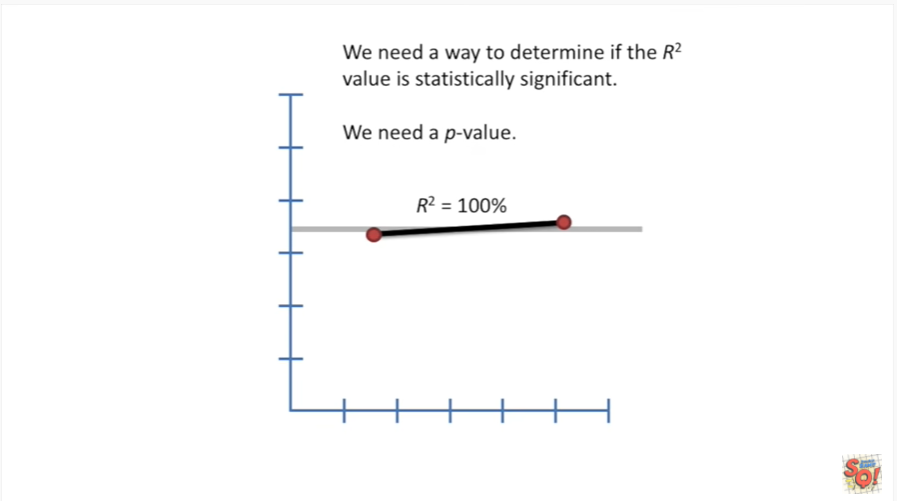 We need a way to determine if the R²
value is statistically significant.
We need a p-value.
R² = 100%